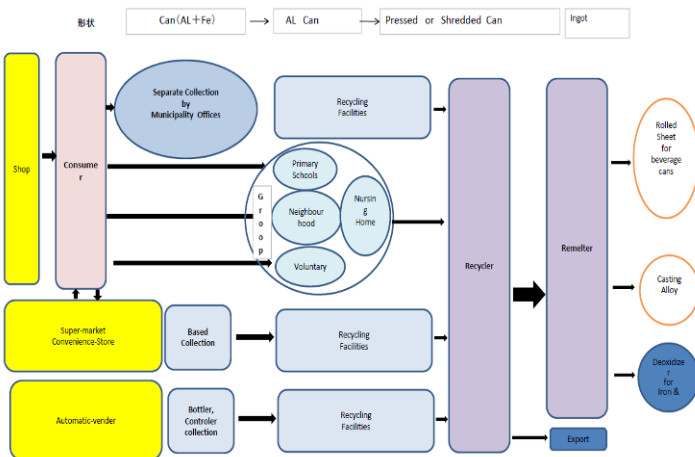 形状
Can(AL＋Fe)
AL Can
Pressed or Shredded Can
Ingot
Shop
Consume
r
Separate Collection
by
Municipality Offices
Recycling
Facilities
G
r
o
o
p
Primary
Schools
Neighbour
hood
Nursin
g
Home
Voluntary
Recycler
Remelter
Rolled
Sheet
for
beverage
cans
Casting
Alloy
Deoxidize
r
for
Iron &
Export
Super-market
Convenience-Store
Based
Collection
Recycling
Facilities
Automatic-vender
Bottler,
Controler
collection
Recycling
Facilities